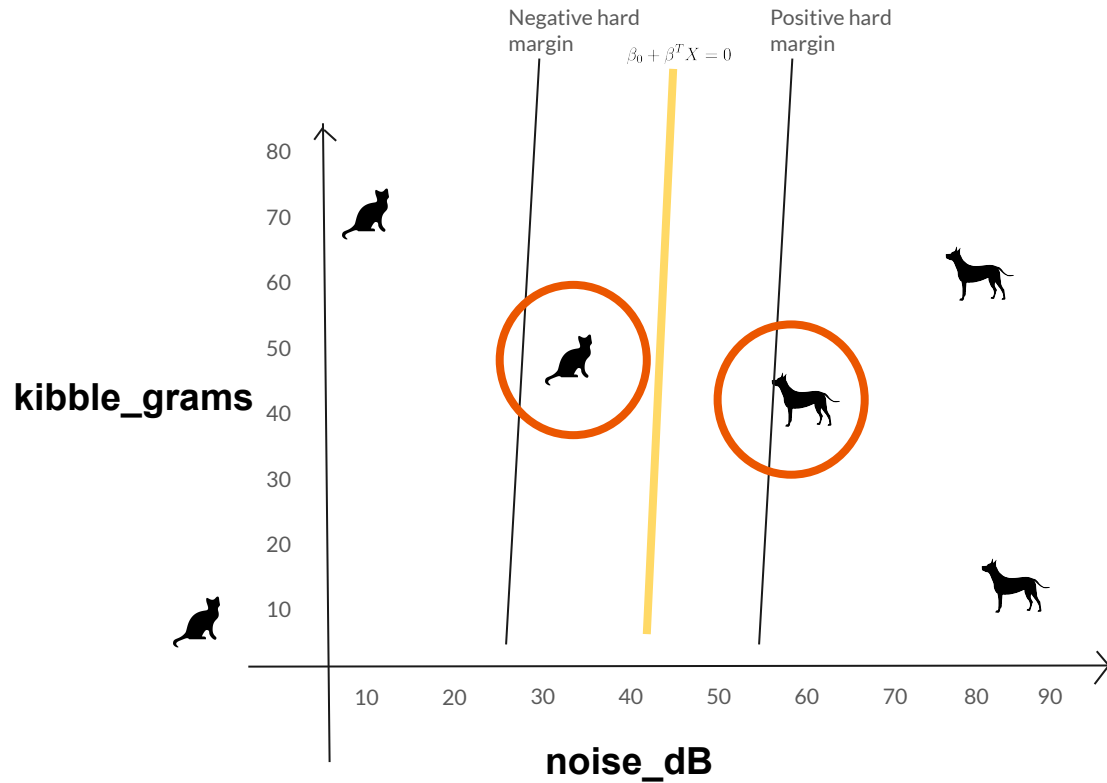 Negative hard
margin
Positive hard
margin
β₀ + βᵀX = 0
80
70
60
50
40
30
20
10
kibble_grams
10 20 30 40 50 60 70 80 90
noise_dB